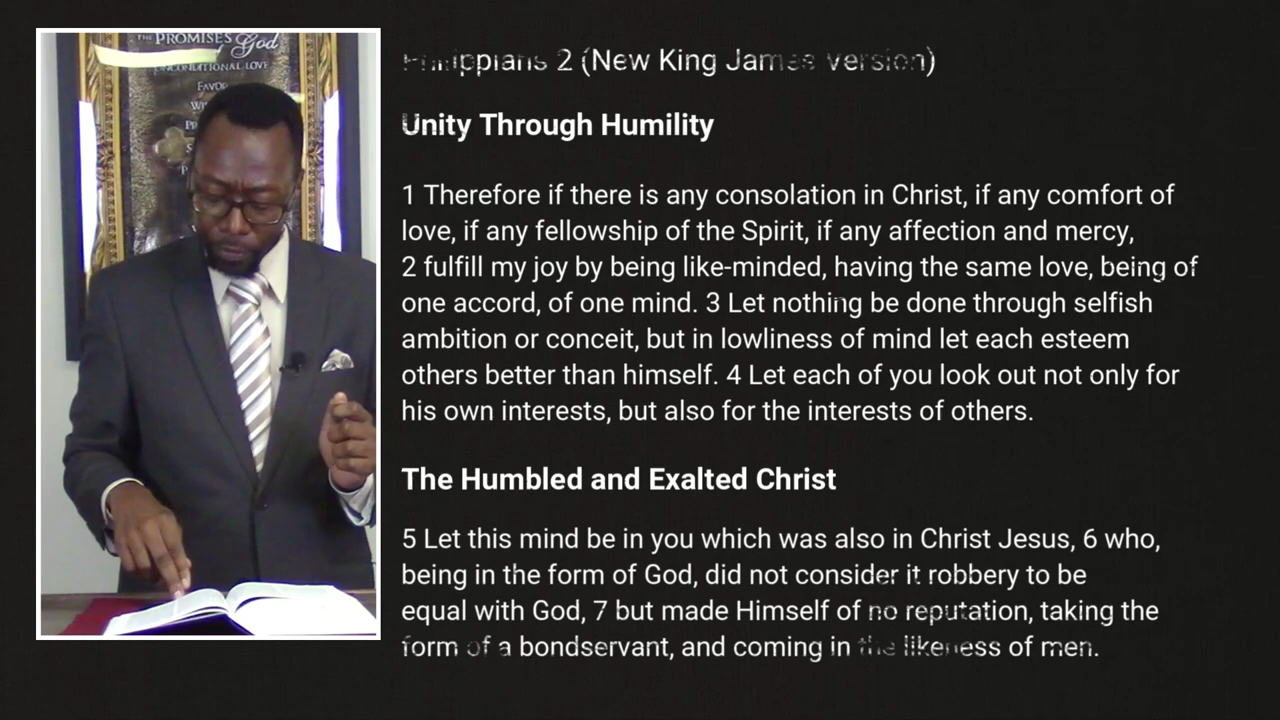 THE PROMISES
of God
UNCONDITIONAL LOVE
FAVOR
Philippians 2 (New King James Version)
Unity Through Humility
1 Therefore if there is any consolation in Christ, if any comfort of
love, if any fellowship of the Spirit, if any affection and mercy,
2 fulfill my joy by being like-minded, having the same love, being of
one accord, of one mind. 3 Let nothing be done through selfish
ambition or conceit, but in lowliness of mind let each esteem
others better than himself. 4 Let each of you look out not only for
his own interests, but also for the interests of others.
The Humbled and Exalted Christ
5 Let this mind be in you which was also in Christ Jesus, 6 who,
being in the form of God, did not consider it robbery to be
equal with God, 7 but made Himself of no reputation, taking the
form of a bondservant, and coming in the likeness of men.